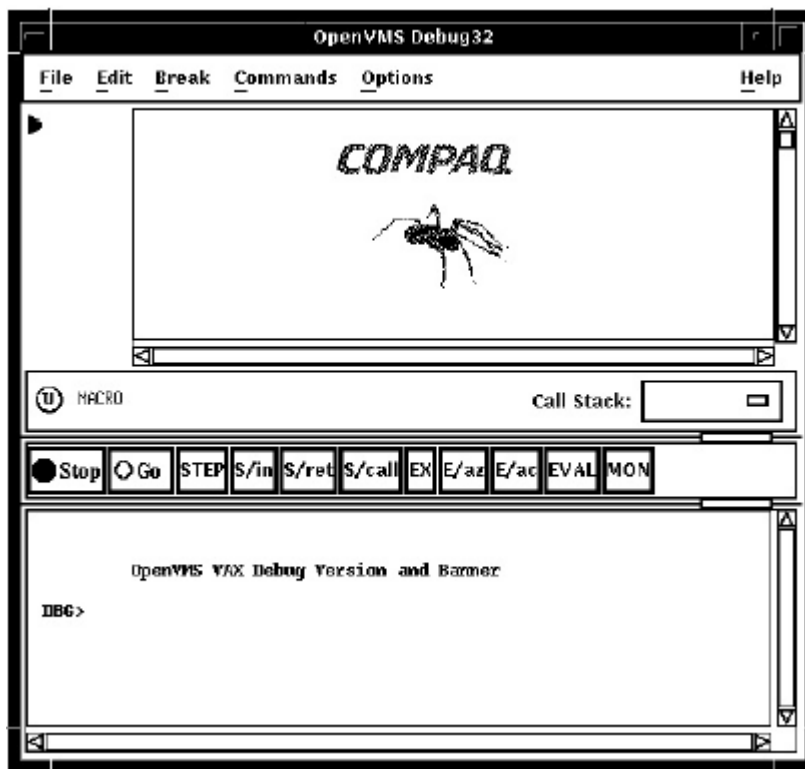 OpenVMS Debug32
File Edit Break Commands Options Help
COMPAQ
U MACRO Call Stack:
Stop Go STEP S/in S/ret S/call EX E/az E/ac EVAL MON
OpenVMS VAX Debug Version and Banner
DBG>